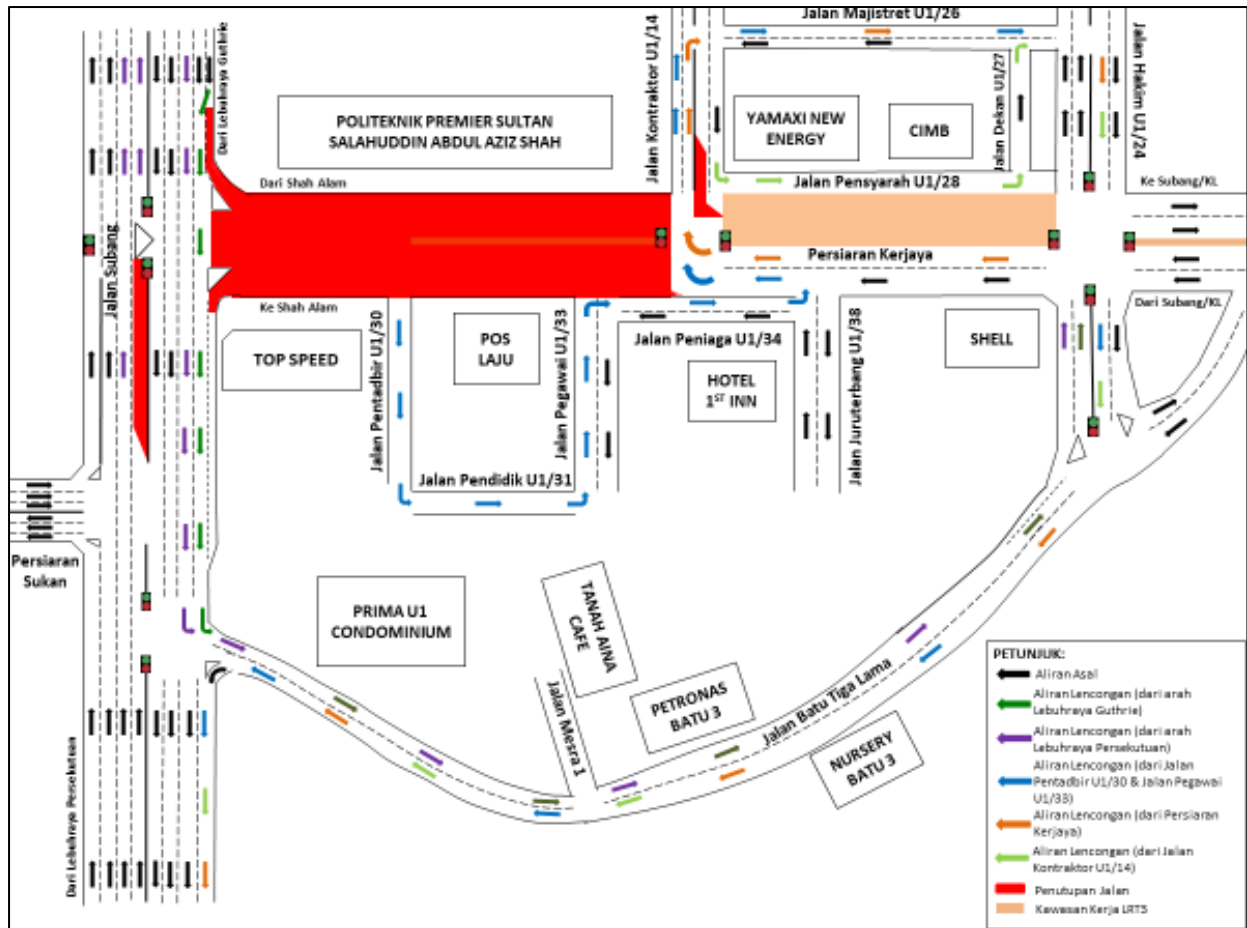 Jalan Majistret U1/26
Dari Lebuhraya Guthrie
Jalan Kontraktor U1/14
Jalan Dekan U1/27
Jalan Hakim U1/24
POLITEKNIK PREMIER SULTAN
SALAHUDDIN ABDUL AZIZ SHAH
YAMAXI NEW
ENERGY
CIMB
Dari Shah Alam
Jalan Pensyarah U1/28
Ke Subang/KL
Jalan Subang
Persiaran Kerjaya
Ke Shah Alam
Dari Subang/KL
TOP SPEED
Jalan Pentadbir U1/30
POS
LAJU
Jalan Pegawai U1/33
Jalan Peniaga U1/34
HOTEL
1ST INN
Jalan Juruterbang U1/38
SHELL
Jalan Pendidik U1/31
Persiaran
Sukan
PRIMA U1
CONDOMINIUM
TANAH AINA
CAFE
Jalan Mesra 1
PETRONAS
BATU 3
Jalan Batu Tiga Lama
NURSERY
BATU 3
Dari Lebuhraya Persekutuan
PETUNJUK:
Aliran Asal
Aliran Lencongan (dari arah
Lebuhraya Guthrie)
Aliran Lencongan (dari arah
Lebuhraya Persekutuan)
Aliran Lencongan (dari Jalan
Pentadbir U1/30 & Jalan Pegawai
U1/33)
Aliran Lencongan (dari Persiaran
Kerjaya)
Aliran Lencongan (dari Jalan
Kontraktor U1/14)
Penutupan Jalan
Kawasan Kerja LRT3